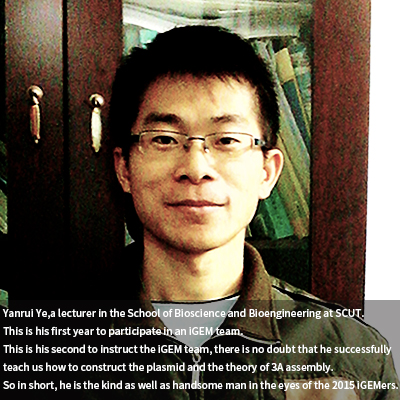 Yanrui Ye,a lecturer in the School of Bioscience and Bioengineering at SCUT.
This is his first year to participate in an iGEM team.
This is his second to instruct the iGEM team, there is no doubt that he successfully
teach us how to construct the plasmid and the theory of 3A assembly.
So in short, he is the kind as well as handsome man in the eyes of the 2015 iGEMers.